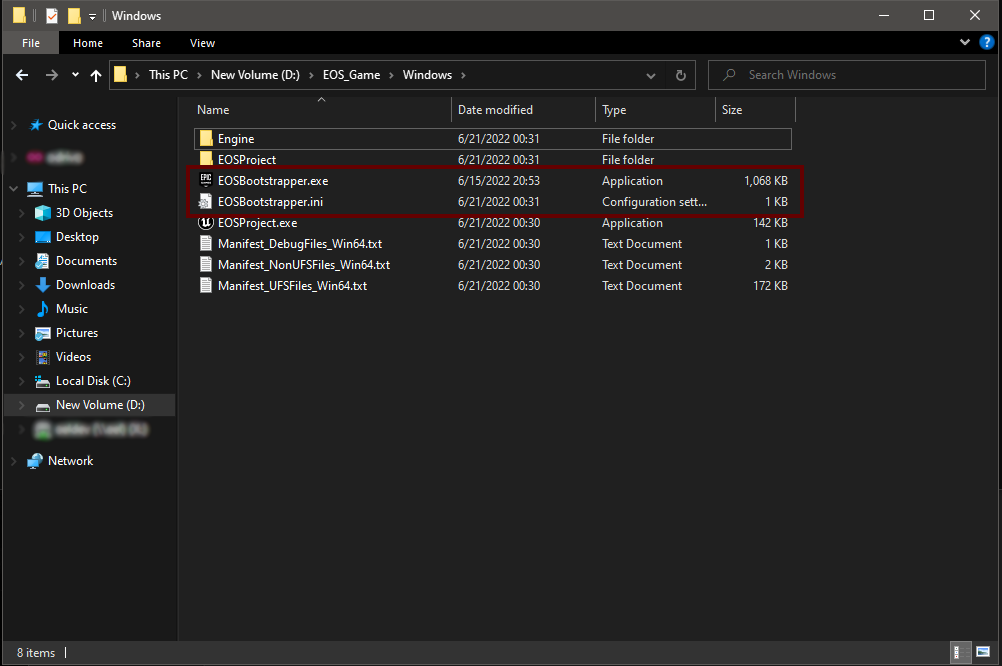 Windows
File Home Share View
This PC New Volume (D:) EOS_Game Windows
Search Windows
Name Date modified Type Size
Quick access
This PC
3D Objects
Desktop
Documents
Downloads
Music
Pictures
Videos
Local Disk (C:)
New Volume (D:)
Network
Engine 6/21/2022 00:31 File folder
EOSProject 6/21/2022 00:31 File folder
EOSBootstrapper.exe 6/15/2022 20:53 Application 1,068 KB
EOSBootstrapper.ini 6/21/2022 00:31 Configuration sett... 1 KB
EOSProject.exe 6/21/2022 00:30 Application 142 KB
Manifest_DebugFiles_Win64.txt 6/21/2022 00:30 Text Document 1 KB
Manifest_NonUFSFiles_Win64.txt 6/21/2022 00:30 Text Document 2 KB
Manifest_UFSFiles_Win64.txt 6/21/2022 00:30 Text Document 172 KB
8 items